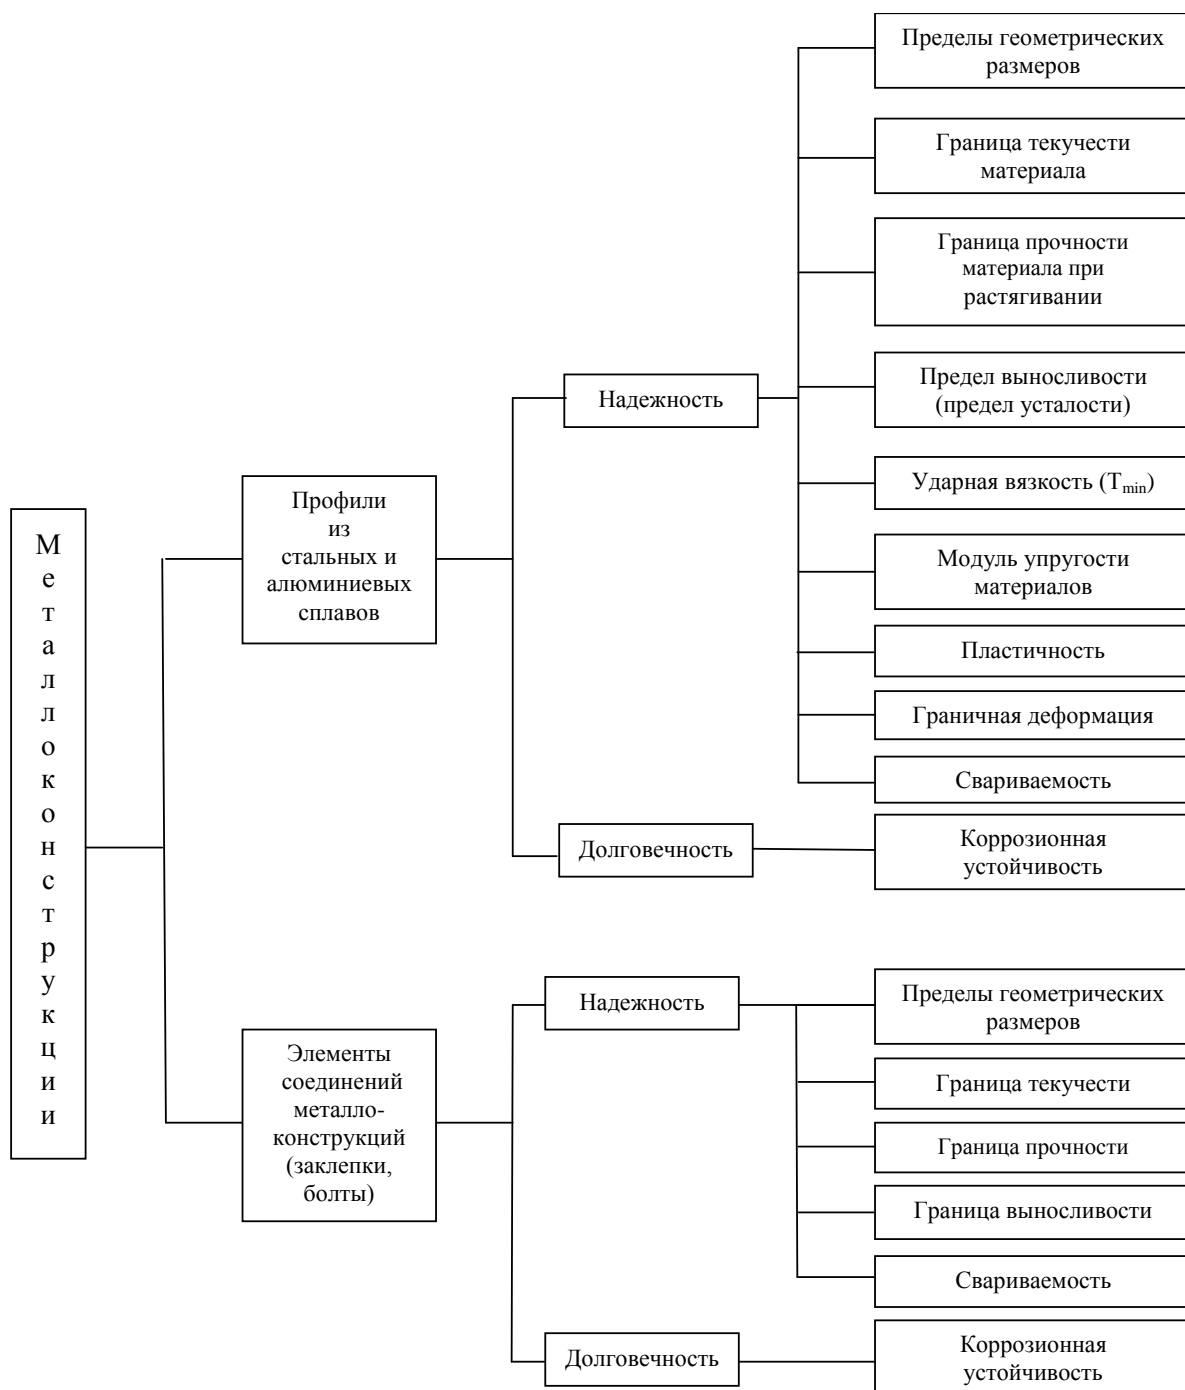 Металлоконструкции
Профили
из
стальных и
алюминиевых
сплавов
Надежность
Пределы геометрических
размеров
Граница текучести
материала
Граница прочности
материала при
растягивании
Предел выносливости
(предел усталости)
Ударная вязкость (Tmin)
Модуль упругости
материалов
Пластичность
Граничная деформация
Свариваемость
Долговечность
Коррозионная
устойчивость
Элементы
соединений
металло-
конструкций
(заклепки,
болты)
Надежность
Пределы геометрических
размеров
Граница текучести
Граница прочности
Граница выносливости
Свариваемость
Долговечность
Коррозионная
устойчивость